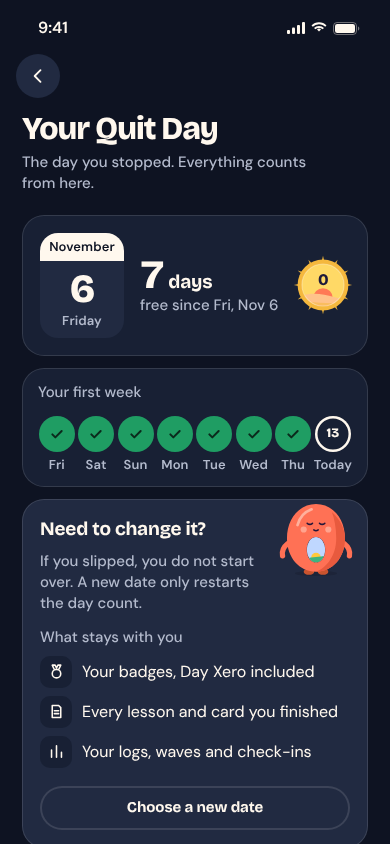 9:41
Your Quit Day
The day you stopped. Everything counts
from here.
November
6
Friday
7 days
free since Fri, Nov 6
0
Your first week
13
Fri Sat Sun Mon Tue Wed Thu Today
Need to change it?
If you slipped, you do not start
over. A new date only restarts
the day count.
What stays with you
Your badges, Day Xero included
Every lesson and card you finished
Your logs, waves and check-ins
Choose a new date